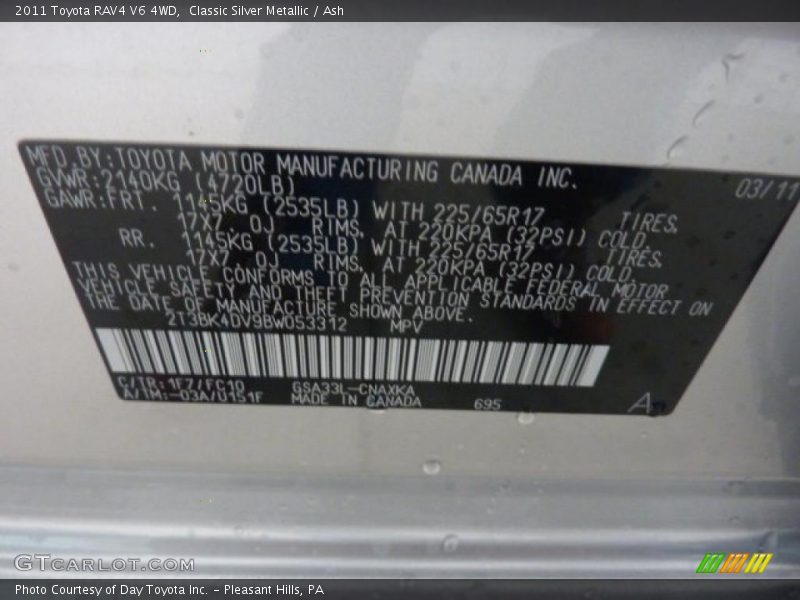 2011 Toyota RAV4 V6 4WD, Classic Silver Metallic / Ash
MFD. BY: TOYOTA MOTOR MANUFACTURING CANADA INC.
GVWR: 2140KG (4720LB) 03/11
GAWR: FRT. 1145KG (2535LB) WITH 225/65R17 TIRES,
17X7.0J RIMS, AT 220KPA (32PSI) COLD.
RR. 1145KG (2535LB) WITH 225/65R17 TIRES,
17X7.0J RIMS, AT 220KPA (32PSI) COLD.
THIS VEHICLE CONFORMS TO ALL APPLICABLE FEDERAL MOTOR
VEHICLE SAFETY AND THEFT PREVENTION STANDARDS IN EFFECT ON
THE DATE OF MANUFACTURE SHOWN ABOVE.
2T3BK4DV9BW053312 MPV
C/TR: 1F7/FC10 GSA33L-CNAXKA
A/TM: -03A/U151F MADE IN CANADA 695 A
GTCARLOT.COM
Photo Courtesy of Day Toyota Inc. - Pleasant Hills, PA